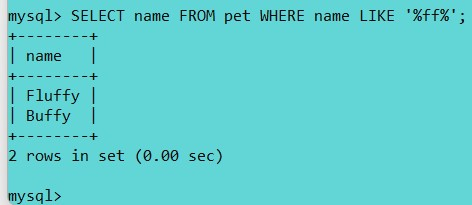 mysql> SELECT name FROM pet WHERE name LIKE '%ff%';
+--------+
| name   |
+--------+
| Fluffy |
| Buffy  |
+--------+
2 rows in set (0.00 sec)
mysql>